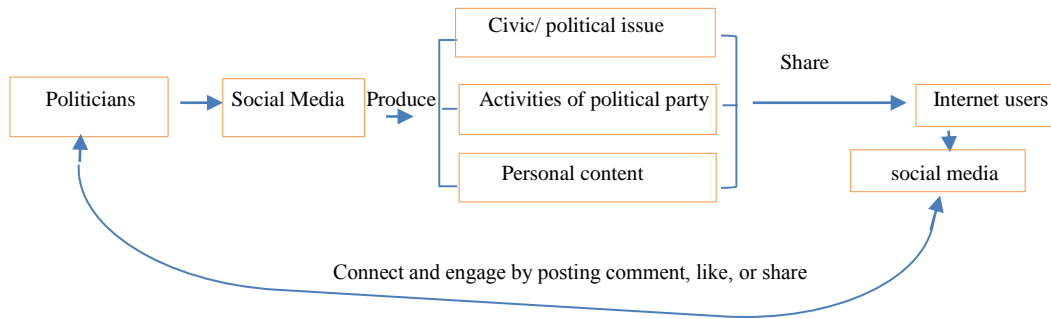 Civic/ political issue
Share
Politicians
Social Media
Produce
Activities of political party
Internet users
Personal content
social media
Connect and engage by posting comment, like, or share